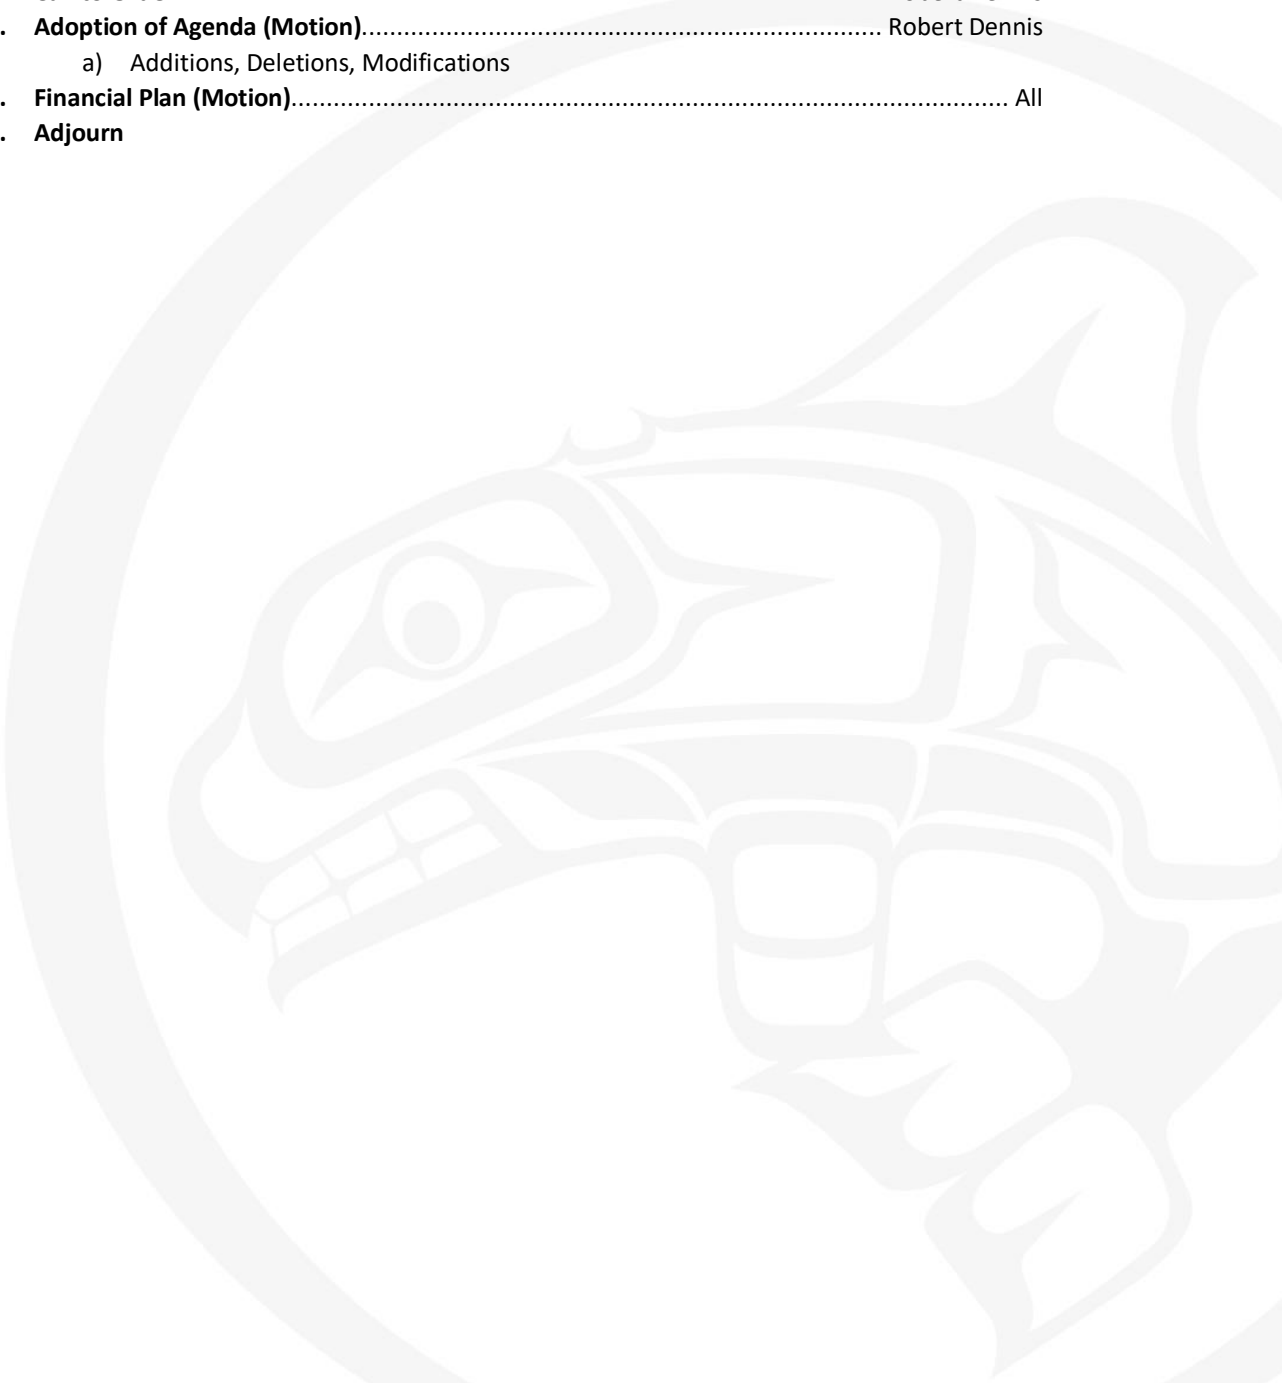 . Adoption of Agenda (Motion).......................................................................... Robert Dennis
a) Additions, Deletions, Modifications
. Financial Plan (Motion)...................................................................................................... All
. Adjourn